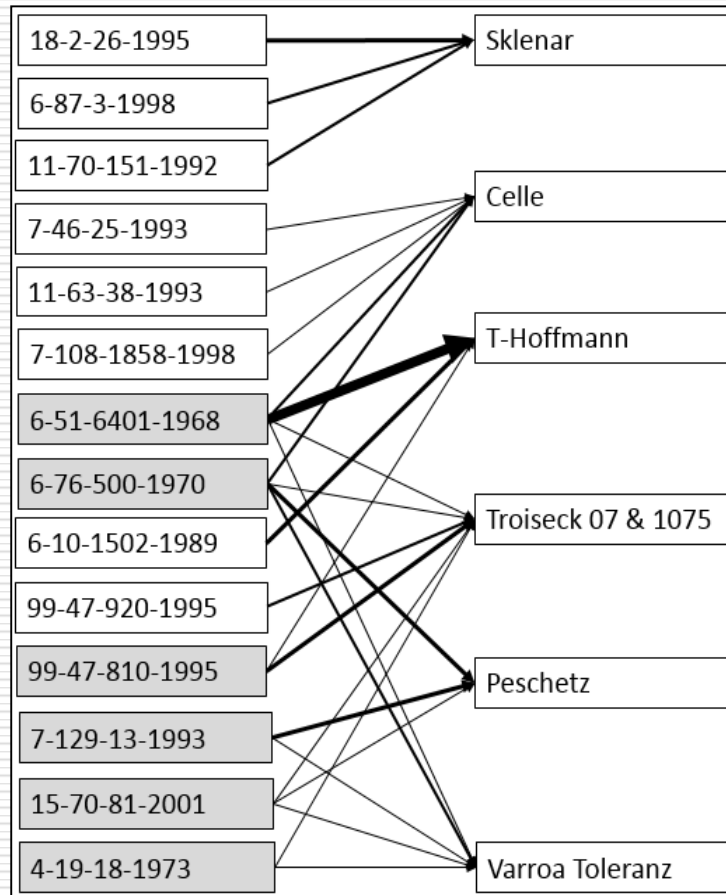 18-2-26-1995
6-87-3-1998
11-70-151-1992
7-46-25-1993
11-63-38-1993
7-108-1858-1998
6-51-6401-1968
6-76-500-1970
6-10-1502-1989
99-47-920-1995
99-47-810-1995
7-129-13-1993
15-70-81-2001
4-19-18-1973
Sklenar
Celle
T-Hoffmann
Troiseck 07 & 1075
Peschetz
Varroa Toleranz